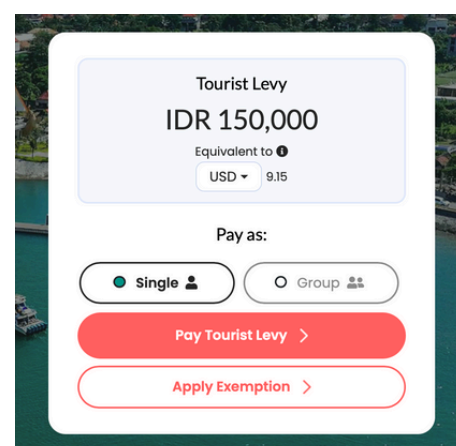 Tourist Levy
IDR 150,000
Equivalent to
USD 9.15
Pay as:
Single Group
Pay Tourist Levy
Apply Exemption